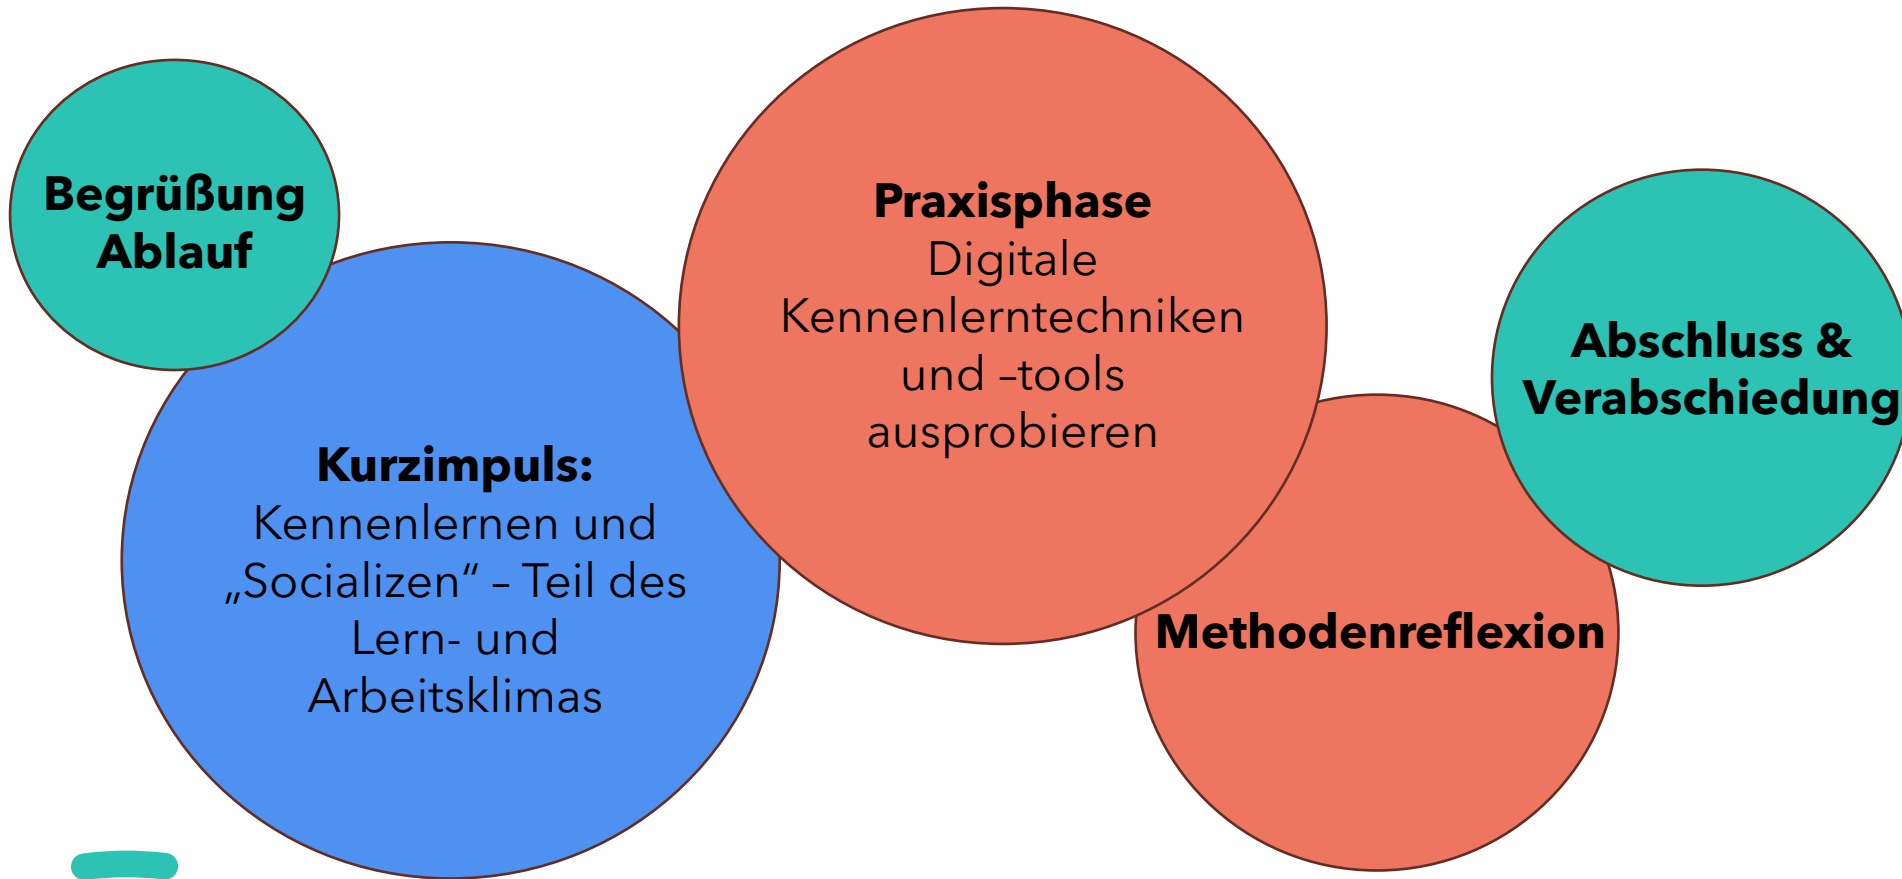 Begrüßung
Ablauf
Kurzimpuls:
Kennenlernen und
„Socializen“ – Teil des
Lern- und
Arbeitsklimas
Praxisphase
Digitale
Kennenlerntechniken
und –tools
ausprobieren
Methodenreflexion
Abschluss &
Verabschiedung